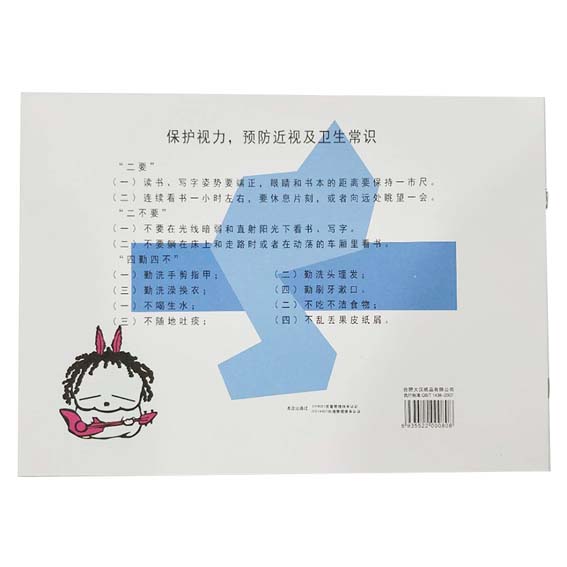 保护视力，预防近视及卫生常识
“二要”
（一）读书、写字姿势要端正，眼睛和书本的距离要保持一市尺。
（二）连续看书一小时左右，要休息片刻，或者向远处眺望一会。
“二不要”
（一）不要在光线暗弱和直射阳光下看书、写字。
（二）不要躺在床上和走路时或者在动荡的车厢里看书。
“四勤四不”
（一）勤洗手剪指甲； （二）勤洗头理发；
（三）勤洗澡换衣； （四）勤刷牙漱口。
（一）不喝生水； （二）不吃不洁食物；
（三）不随地吐痰； （四）不乱丢果皮纸屑。
合肥文汉纸品有限公司
执行标准:GB/T 1438-2007
6935522000808